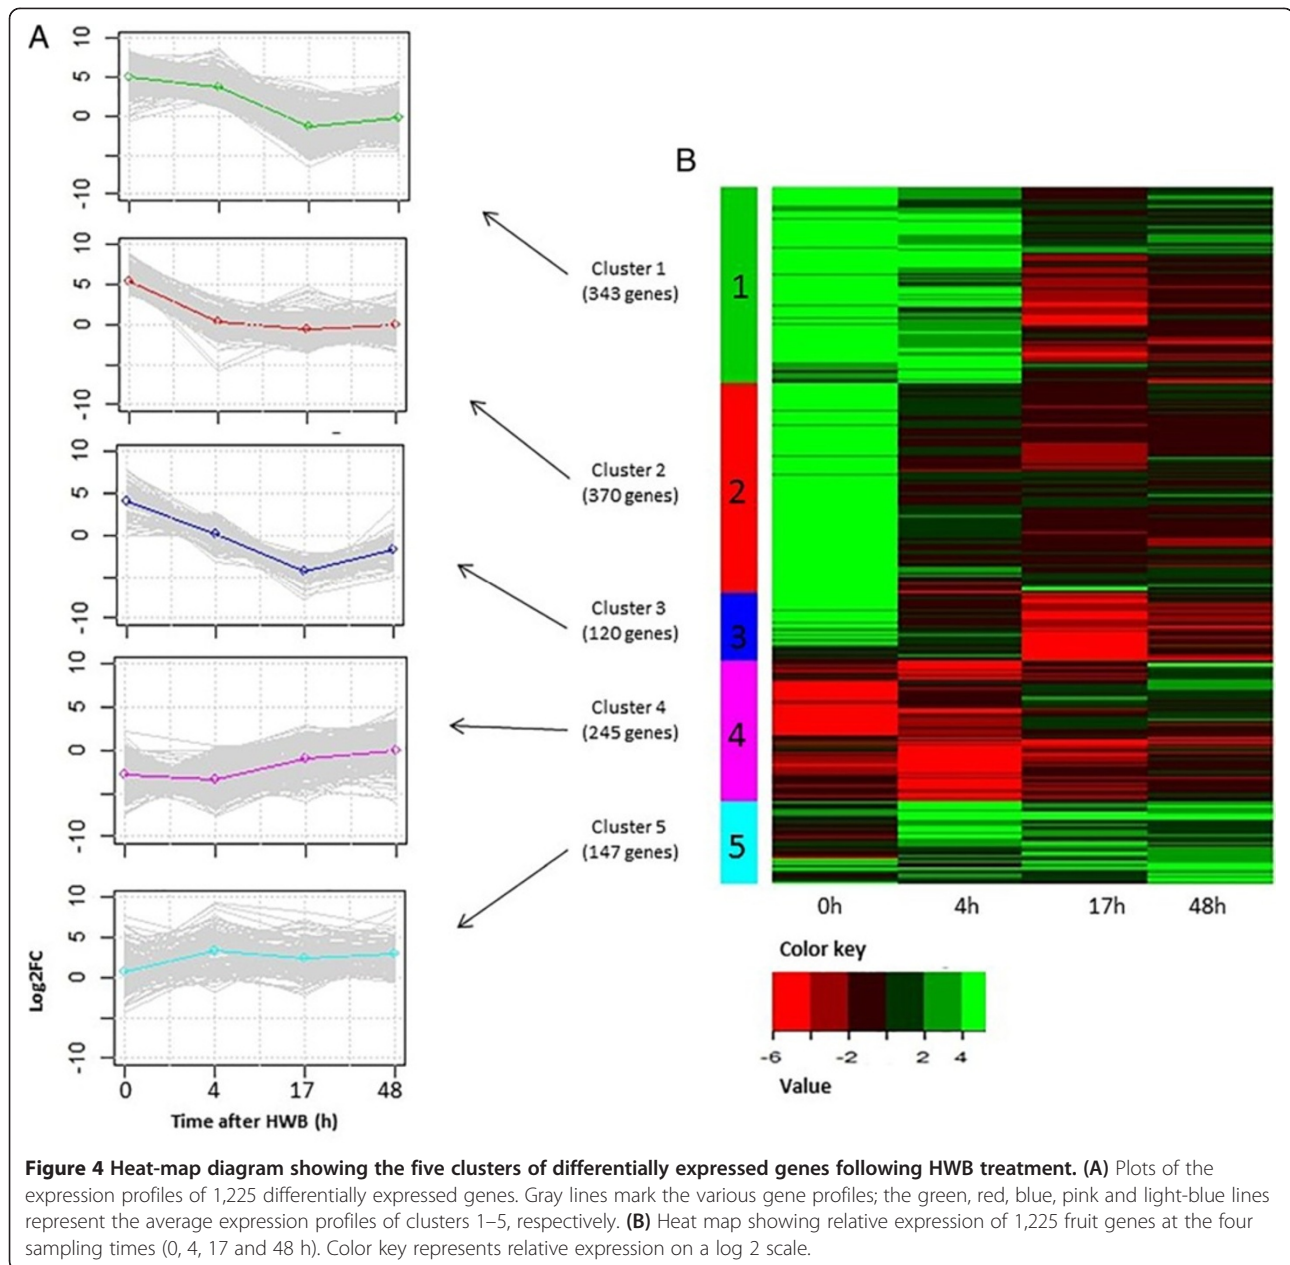 A
10
5
0
-10
10
5
0
-10
10
5
0
-10
10
5
0
-10
10
5
0
-10
Log2FC
0 4 17 48
Time after HWB (h)
Cluster 1
(343 genes)
Cluster 2
(370 genes)
Cluster 3
(120 genes)
Cluster 4
(245 genes)
Cluster 5
(147 genes)
B
1
2
3
4
5
0h 4h 17h 48h
Color key
-6 -2 2 4
Value
Figure 4 Heat-map diagram showing the five clusters of differentially expressed genes following HWB treatment. (A) Plots of the
expression profiles of 1,225 differentially expressed genes. Gray lines mark the various gene profiles; the green, red, blue, pink and light-blue lines
represent the average expression profiles of clusters 1–5, respectively. (B) Heat map showing relative expression of 1,225 fruit genes at the four
sampling times (0, 4, 17 and 48 h). Color key represents relative expression on a log 2 scale.